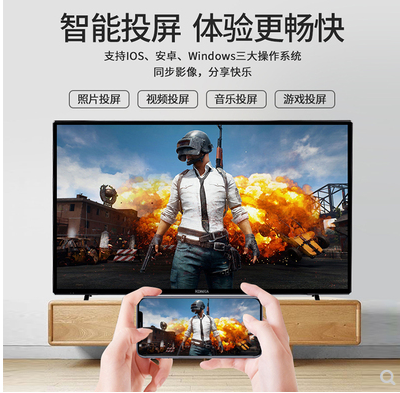 智能投屏 体验更畅快
支持IOS、安卓、Windows三大操作系统
同步影像，分享快乐
照片投屏 视频投屏 音乐投屏 游戏投屏
KONKA